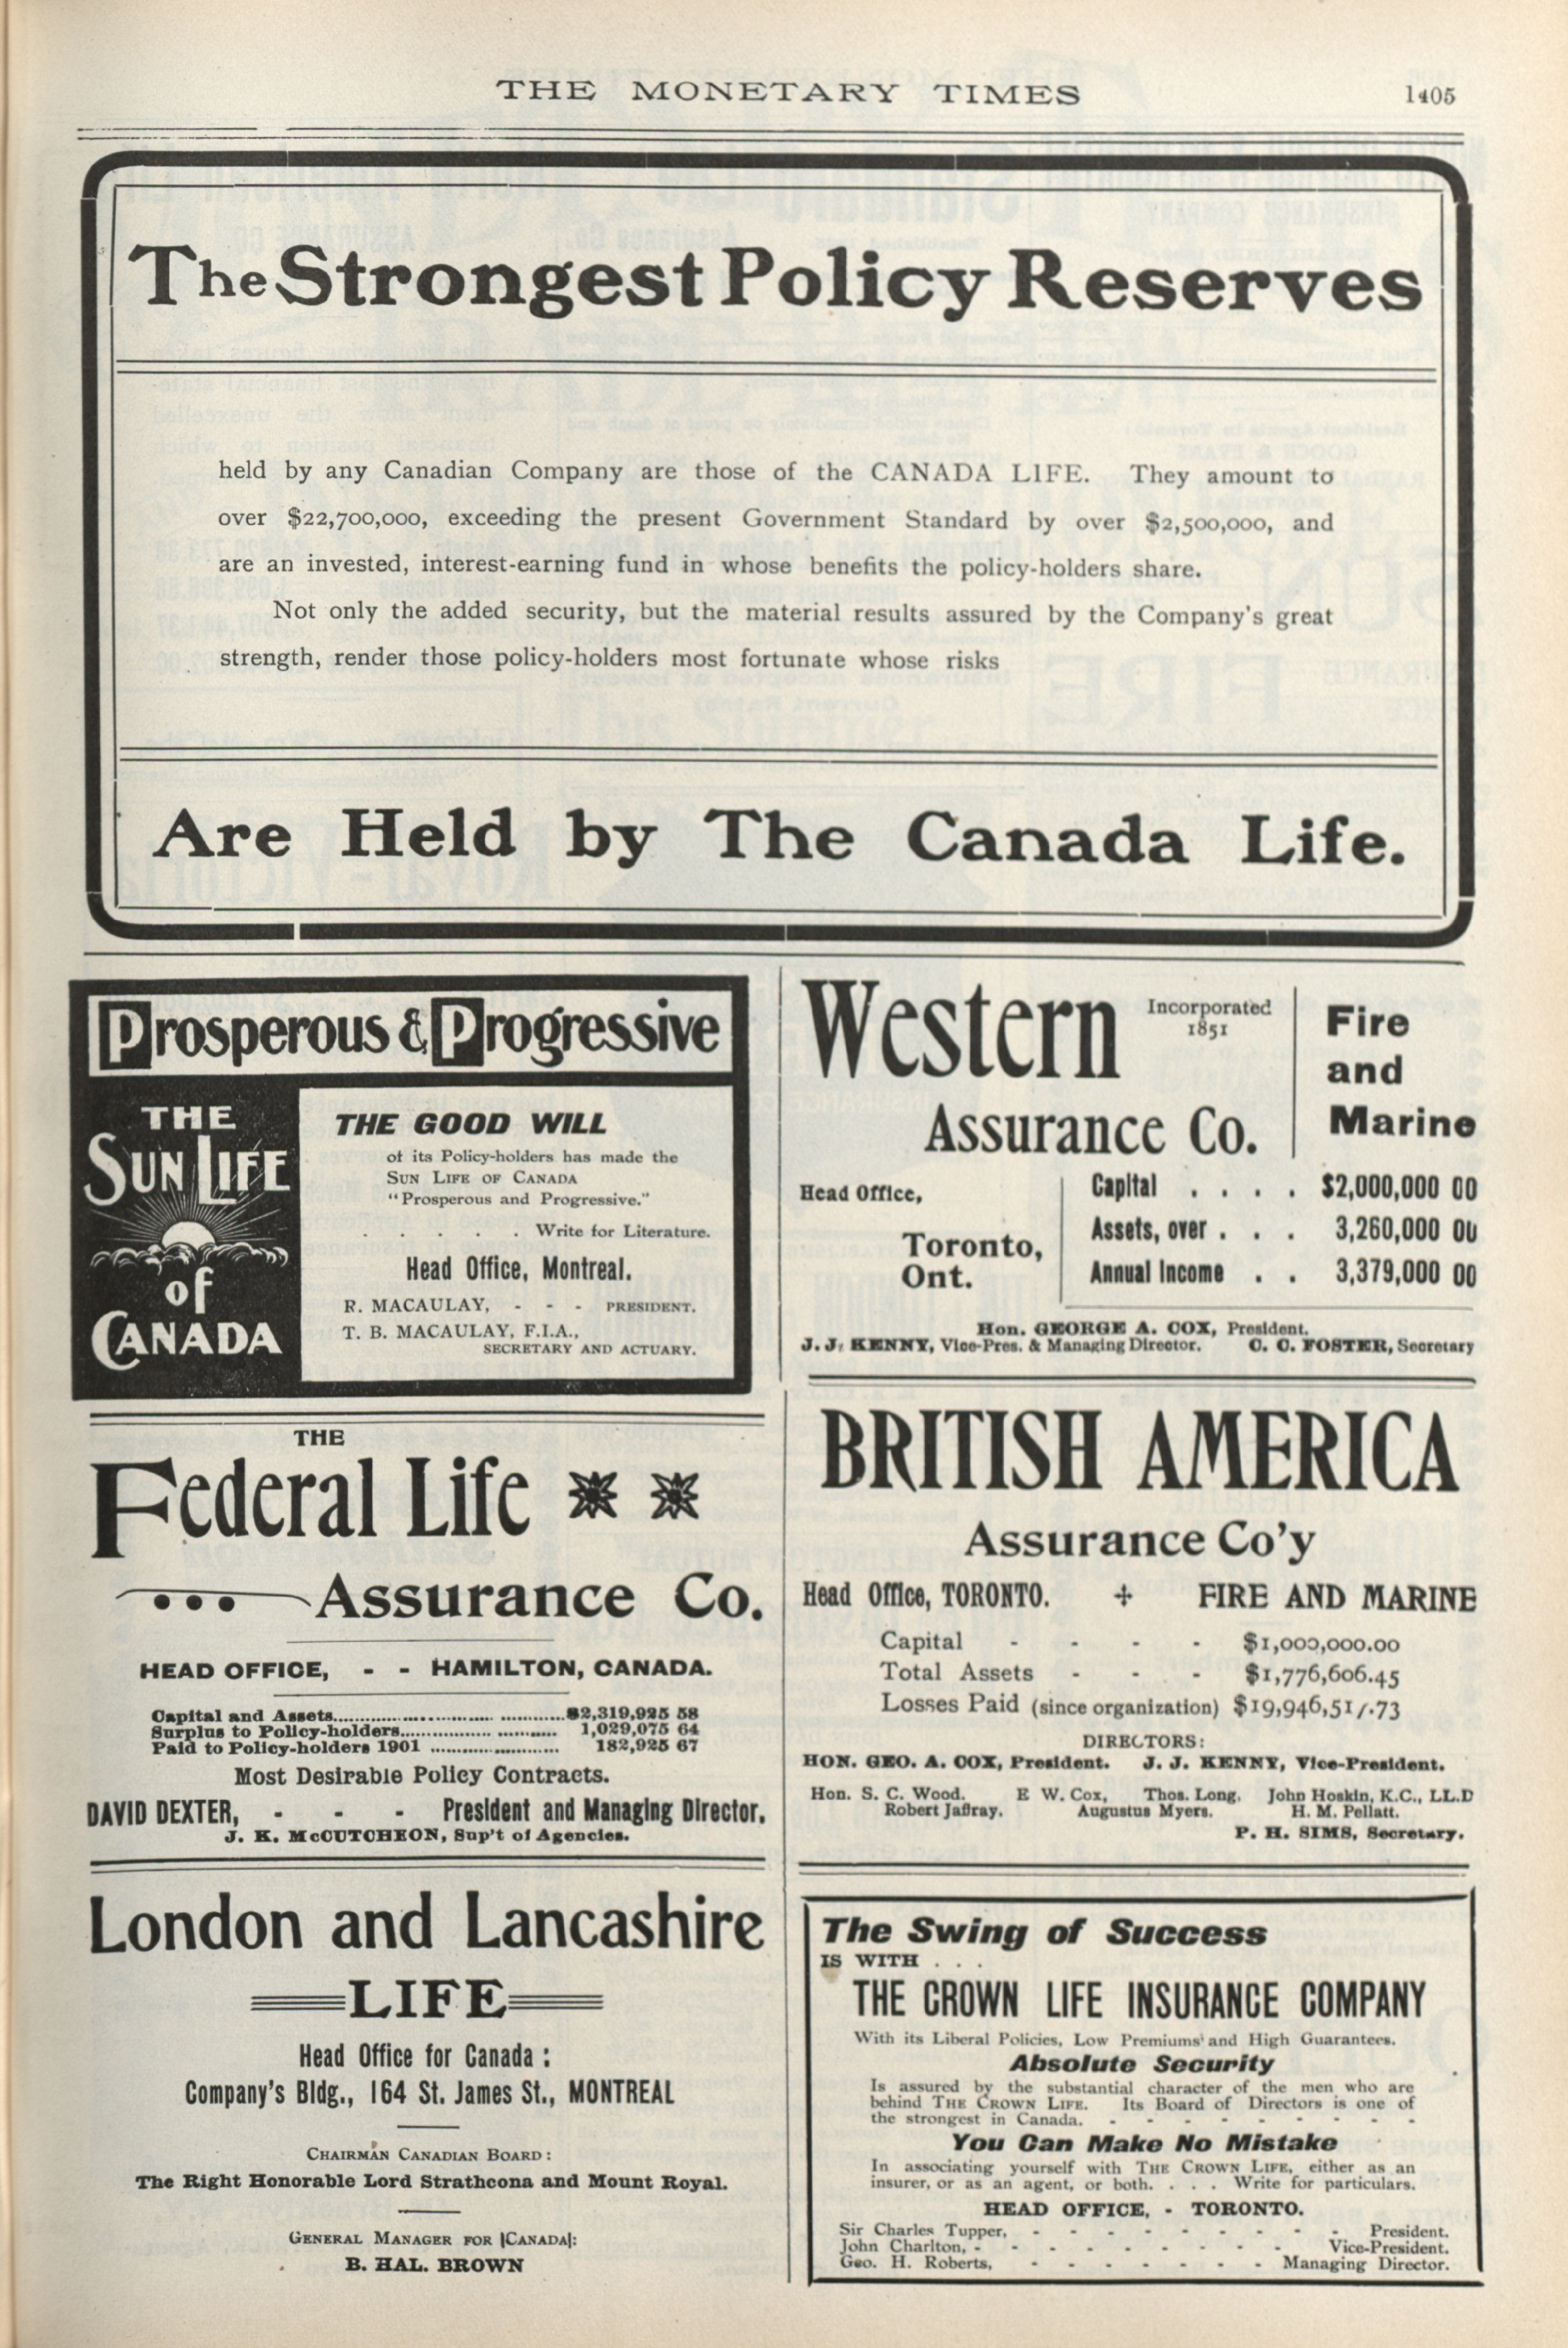 THE MONETARY TIMES 1405
The Strongest Policy Reserves
held by any Canadian Company are those of the CANADA LIFE. They amount to
over $22,700,000, exceeding the present Government Standard by over $2,500,000, and
are an invested, interest-earning fund in whose benefits the policy-holders share.
Not only the added security, but the material results assured by the Company's great
strength, render those policy-holders most fortunate whose risks
Are Held by The Canada Life.
Prosperous & Progressive
THE
SUN LIFE
of
CANADA
THE GOOD WILL
of its Policy-holders has made the
SUN LIFE OF CANADA
"Prosperous and Progressive."
. . . . . Write for Literature.
Head Office, Montreal.
R. MACAULAY, - - - PRESIDENT.
T. B. MACAULAY, F.I.A.,
SECRETARY AND ACTUARY.
THE
Federal Life
Assurance Co.
HEAD OFFICE, - - HAMILTON, CANADA.
Capital and Assets.......................................$2,319,925 58
Surplus to Policy-holders............................ 1,029,075 64
Paid to Policy-holders 1901 ....................... 182,925 67
Most Desirable Policy Contracts.
DAVID DEXTER, - - - President and Managing Director.
J. K. McCUTCHEON, Sup't of Agencies.
London and Lancashire
LIFE
Head Office for Canada :
Company's Bldg., 164 St. James St., MONTREAL
CHAIRMAN CANADIAN BOARD :
The Right Honorable Lord Strathcona and Mount Royal.
GENERAL MANAGER FOR |CANADA|:
B. HAL. BROWN
Western Incorporated
1851
Assurance Co.
Fire
and
Marine
Head Office,
Toronto,
Ont.
Capital . . . . $2,000,000 00
Assets, over . . . 3,260,000 00
Annual Income . . 3,379,000 00
Hon. GEORGE A. COX, President.
J. J. KENNY, Vice-Pres. & Managing Director. C. C. FOSTER, Secretary
BRITISH AMERICA
Assurance Co'y
Head Office, TORONTO. + FIRE AND MARINE
Capital - - - - $1,000,000.00
Total Assets - - - $1,776,606.45
Losses Paid (since organization) $19,946,517.73
DIRECTORS:
HON. GEO. A. COX, President. J. J. KENNY, Vice-President.
Hon. S. C. Wood. E W. Cox, Thos. Long. John Hoskin, K.C., LL.D
Robert Jaffray. Augustus Myers. H. M. Pellatt.
P. H. SIMS, Secretary.
The Swing of Success
IS WITH . . .
THE CROWN LIFE INSURANCE COMPANY
With its Liberal Policies, Low Premiums and High Guarantees.
Absolute Security
Is assured by the substantial character of the men who are
behind THE CROWN LIFE. Its Board of Directors is one of
the strongest in Canada. - - - - - - - - -
You Can Make No Mistake
In associating yourself with THE CROWN LIFE, either as an
insurer, or as an agent, or both. . . . Write for particulars.
HEAD OFFICE, - TORONTO.
Sir Charles Tupper, - - - - - - - - - President.
John Charlton, - - - - - - - - - Vice-President.
Geo. H. Roberts, - - - - - - - Managing Director.